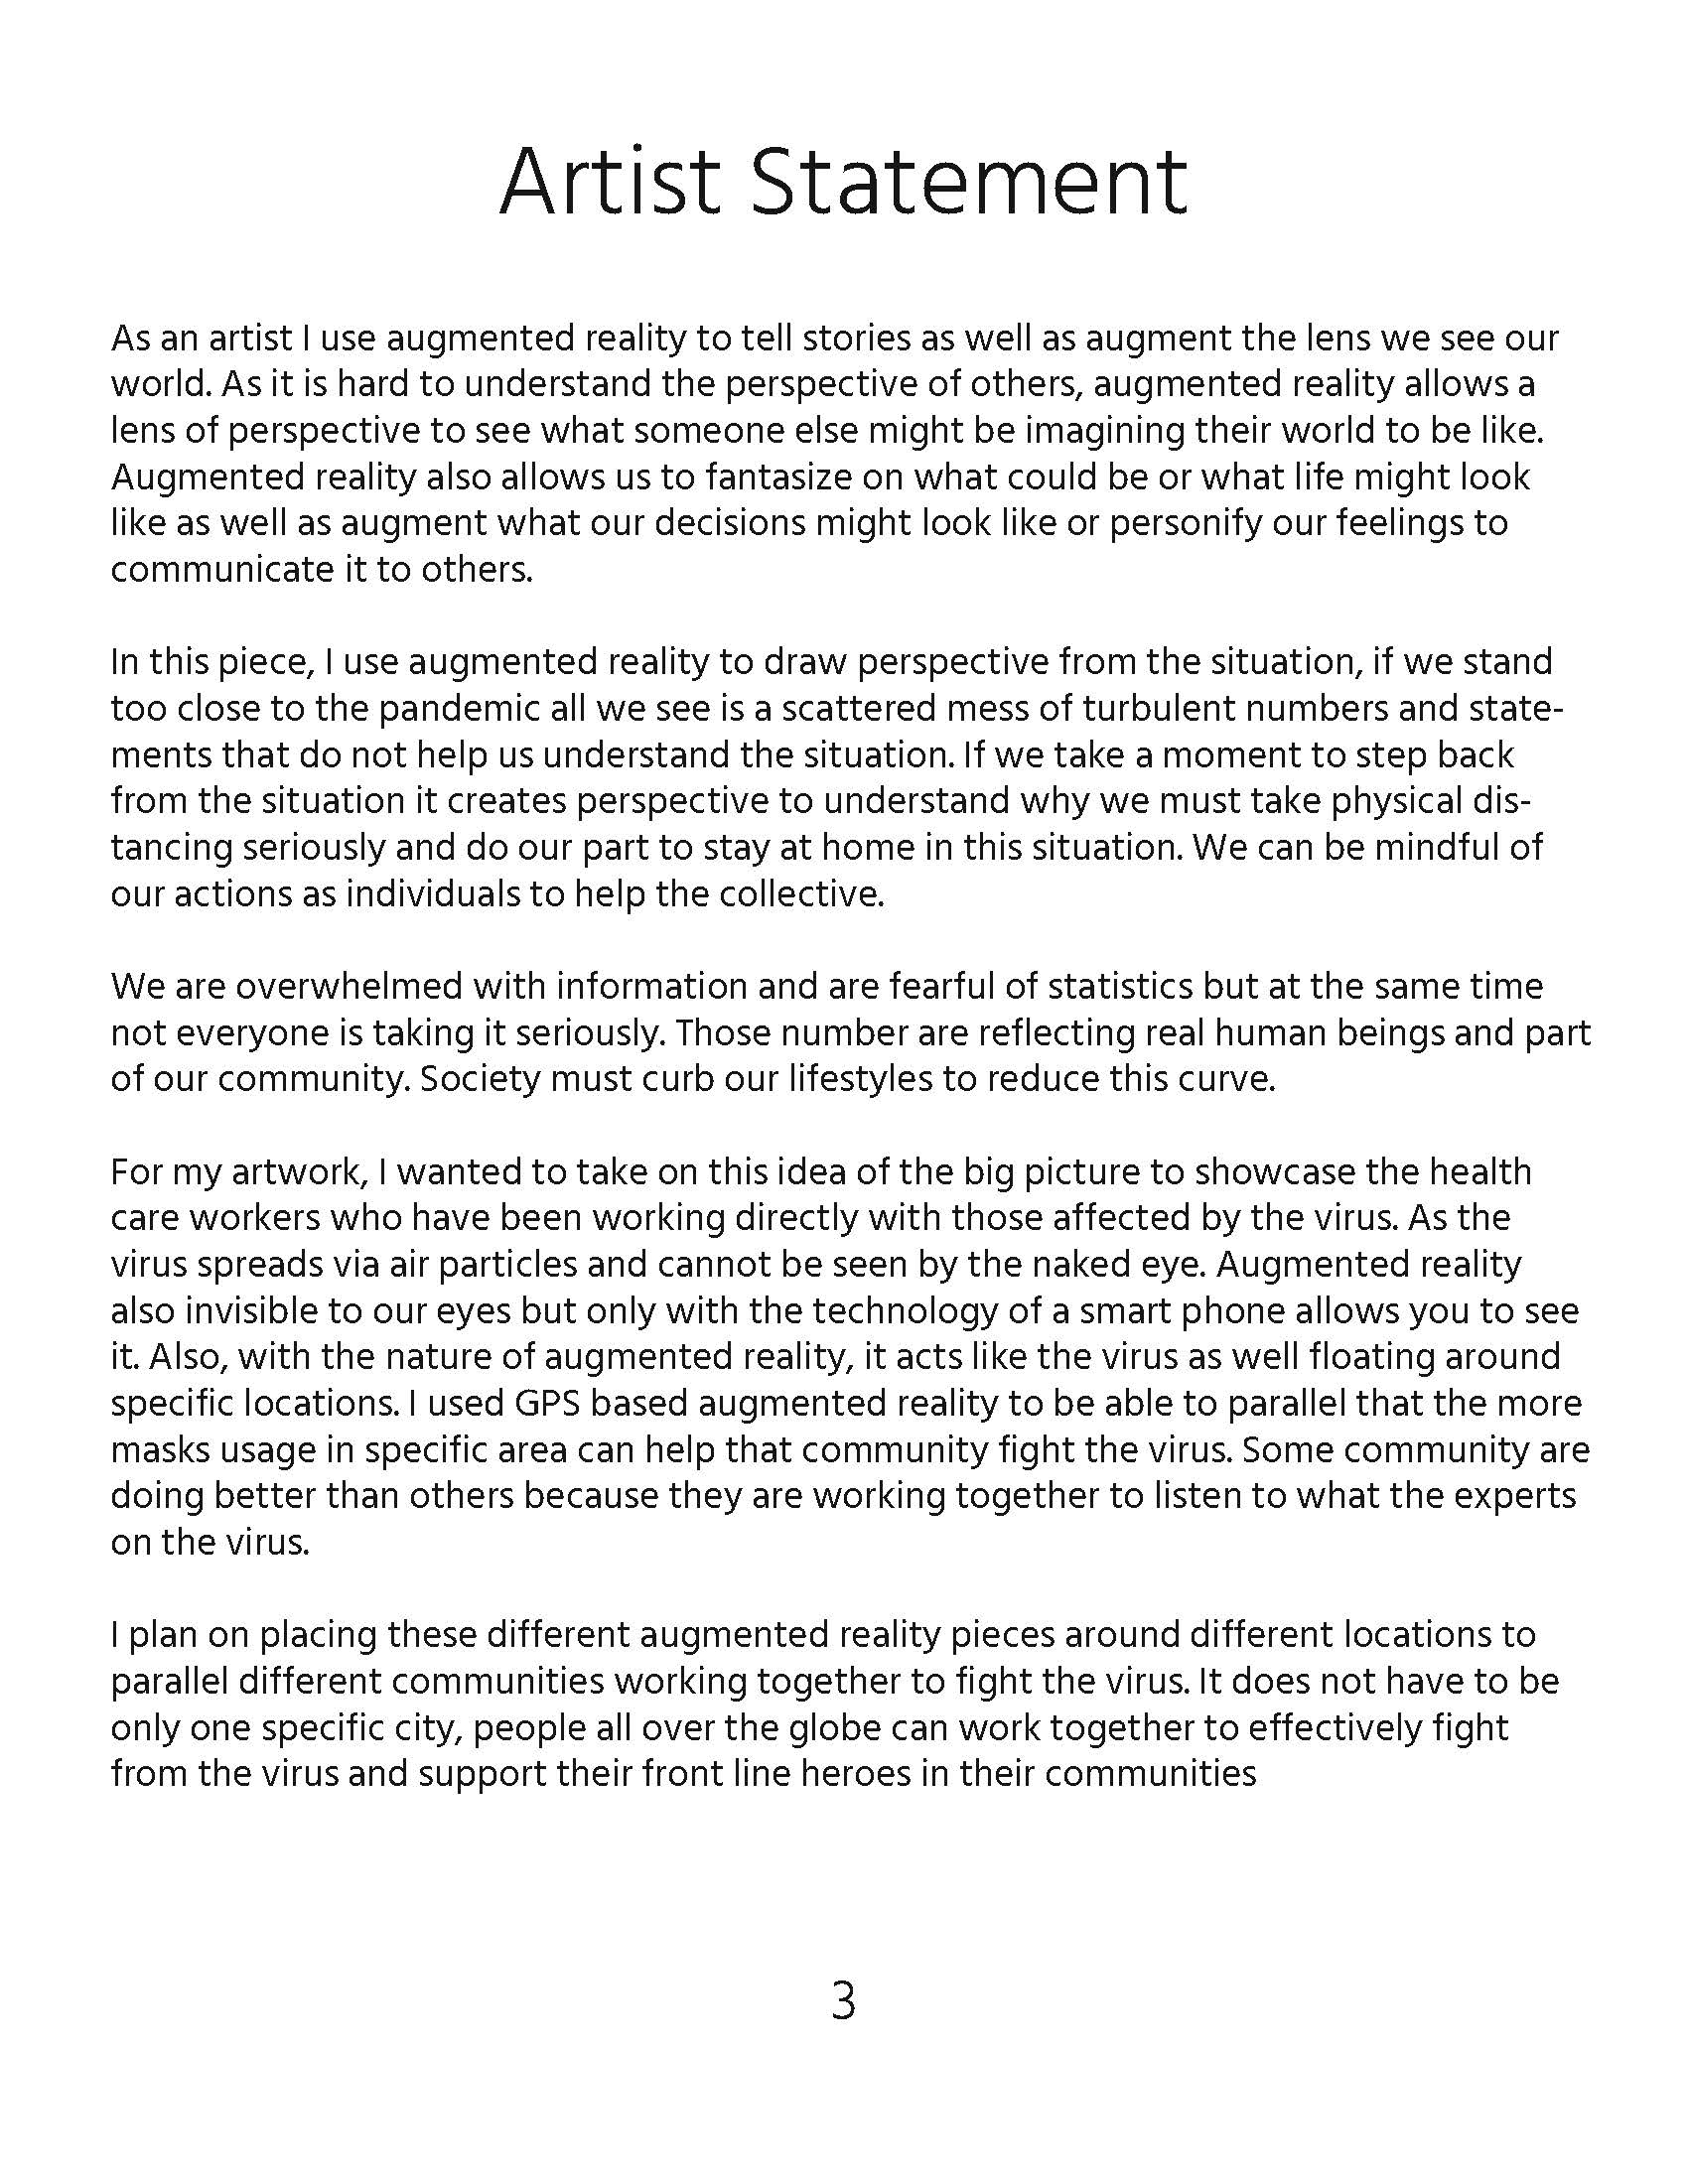 Artist Statement
As an artist I use augmented reality to tell stories as well as augment the lens we see our
world. As it is hard to understand the perspective of others, augmented reality allows a
lens of perspective to see what someone else might be imagining their world to be like.
Augmented reality also allows us to fantasize on what could be or what life might look
like as well as augment what our decisions might look like or personify our feelings to
communicate it to others.
In this piece, I use augmented reality to draw perspective from the situation, if we stand
too close to the pandemic all we see is a scattered mess of turbulent numbers and state-
ments that do not help us understand the situation. If we take a moment to step back
from the situation it creates perspective to understand why we must take physical dis-
tancing seriously and do our part to stay at home in this situation. We can be mindful of
our actions as individuals to help the collective.
We are overwhelmed with information and are fearful of statistics but at the same time
not everyone is taking it seriously. Those number are reflecting real human beings and part
of our community. Society must curb our lifestyles to reduce this curve.
For my artwork, I wanted to take on this idea of the big picture to showcase the health
care workers who have been working directly with those affected by the virus. As the
virus spreads via air particles and cannot be seen by the naked eye. Augmented reality
also invisible to our eyes but only with the technology of a smart phone allows you to see
it. Also, with the nature of augmented reality, it acts like the virus as well floating around
specific locations. I used GPS based augmented reality to be able to parallel that the more
masks usage in specific area can help that community fight the virus. Some community are
doing better than others because they are working together to listen to what the experts
on the virus.
I plan on placing these different augmented reality pieces around different locations to
parallel different communities working together to fight the virus. It does not have to be
only one specific city, people all over the globe can work together to effectively fight
from the virus and support their front line heroes in their communities
3